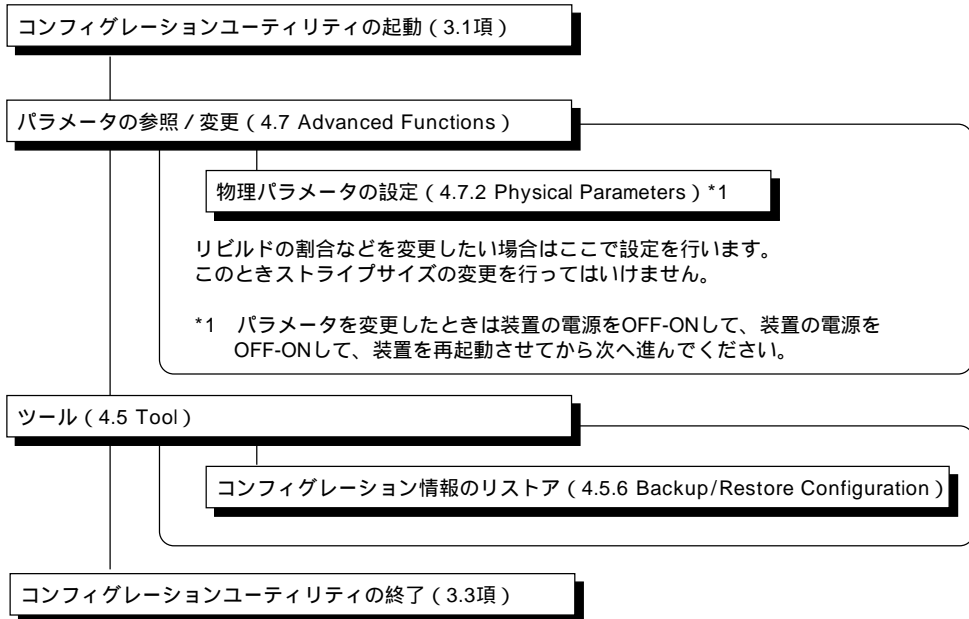 コンフィグレーションユーティリティの起動(3.1項)
パラメータの参照/変更(4.7 Advanced Functions)
物理パラメータの設定(4.7.2 Physical Parameters)*1
リビルドの割合などを変更したい場合はここで設定を行います。
このときストライプサイズの変更を行ってはいけません。
*1 パラメータを変更したときは装置の電源をOFF-ONして、装置の電源を
OFF-ONして、装置を再起動させてから次へ進んでください。
ツール(4.5 Tool)
コンフィグレーション情報のリストア(4.5.6 Backup/Restore Configuration)
コンフィグレーションユーティリティの終了(3.3項)